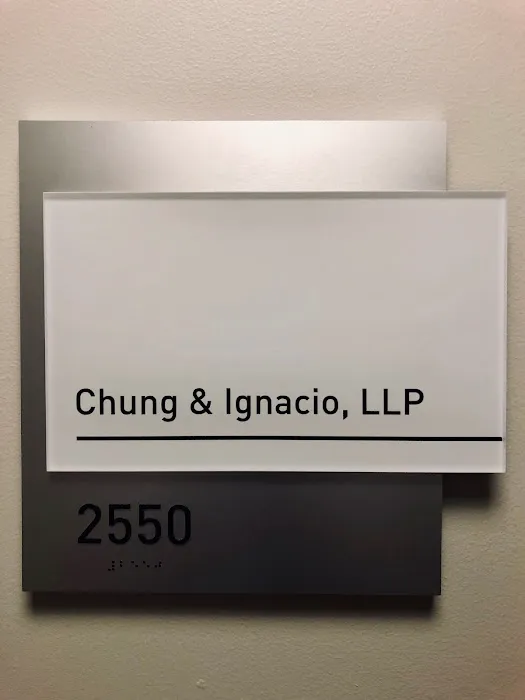 Chung & Ignacio, LLP
2550
⠼⠃⠑⠑⠚